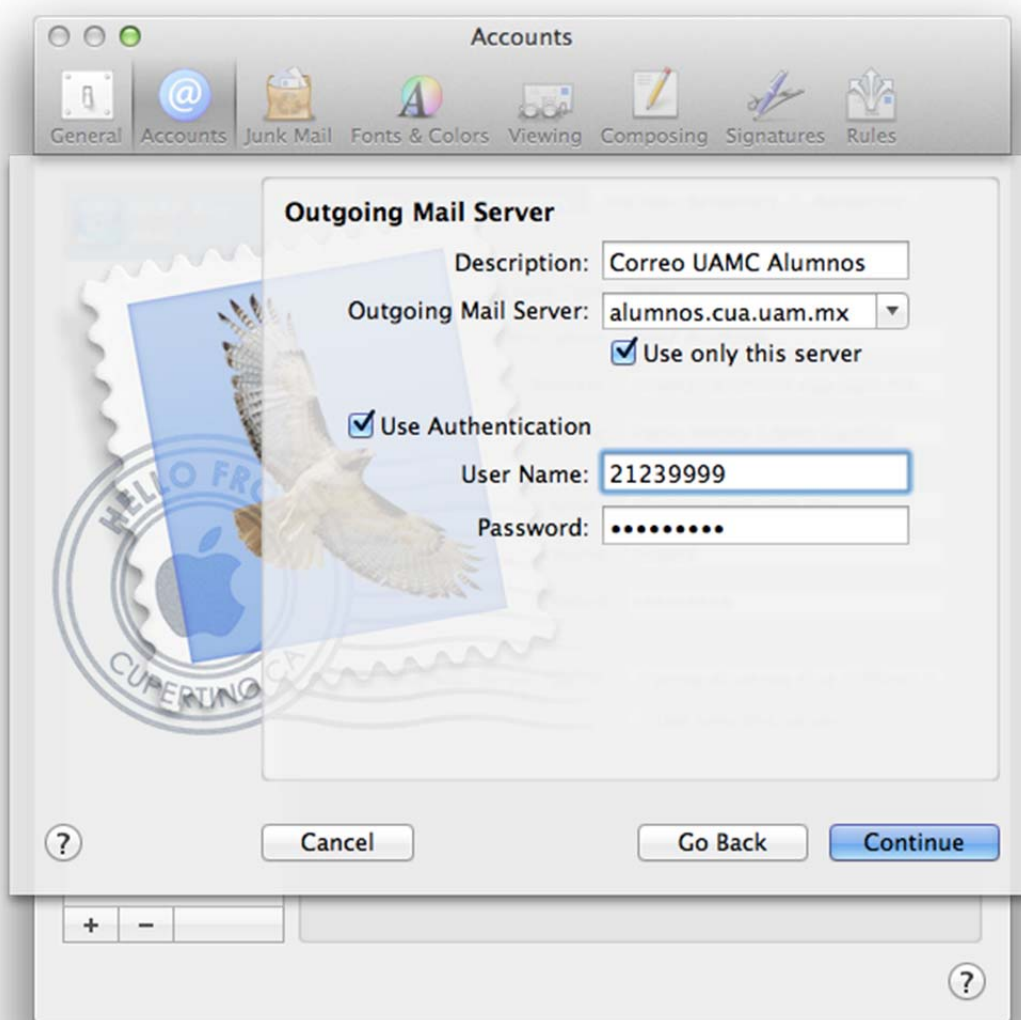 Accounts
General Accounts Junk Mail Fonts & Colors Viewing Composing Signatures Rules
Outgoing Mail Server
Description: Correo UAMC Alumnos
Outgoing Mail Server: alumnos.cua.uam.mx
Use only this server
Use Authentication
User Name: 21239999
Password: •••••••••
HELLO FRO
CUPERTINO CA
? Cancel Go Back Continue
+ −
?